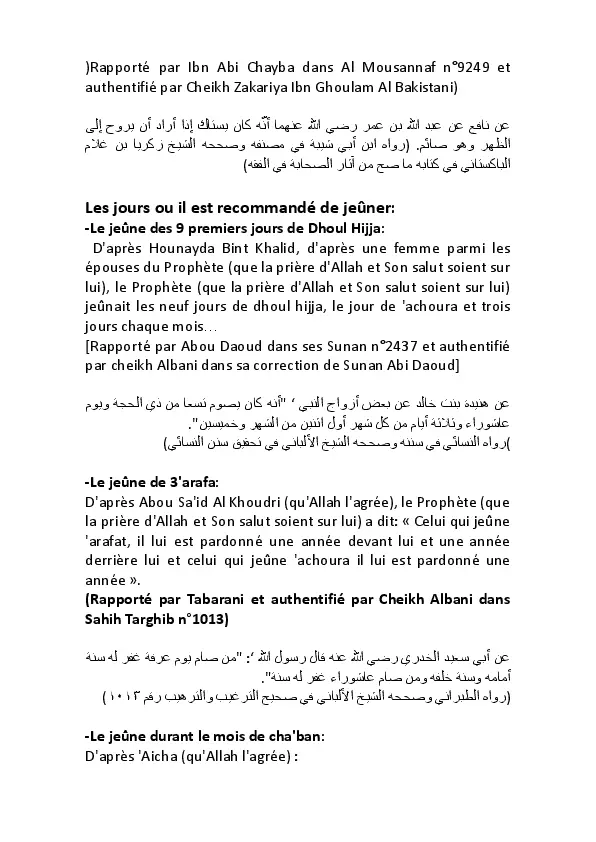 )Rapporté par Ibn Abi Chayba dans Al Mousannaf n°9249 et
authentifié par Cheikh Zakariya Ibn Ghoulam Al Bakistani)
عن نافع عن عبد الله بن عمر رضي الله عنهما أنّه كان يستاك إذا أراد أن يروح إلى
الظهر وهو صائم. (رواه ابن أبي شيبة في مصنفه وصححه الشيخ زكريا بن غلام
الباكستاني في كتابه ما صح من آثار الصحابة في الفقه)
Les jours ou il est recommandé de jeûner:
-Le jeûne des 9 premiers jours de Dhoul Hijja:
D'après Hounayda Bint Khalid, d'après une femme parmi les
épouses du Prophète (que la prière d'Allah et Son salut soient sur
lui), le Prophète (que la prière d'Allah et Son salut soient sur lui)
jeûnait les neuf jours de dhoul hijja, le jour de 'achoura et trois
jours chaque mois…
[Rapporté par Abou Daoud dans ses Sunan n°2437 et authentifié
par cheikh Albani dans sa correction de Sunan Abi Daoud]
عن هنيدة بنت خالد عن بعض أزواج النبي ‘ "أنه كان يصوم تسعا من ذي الحجة ويوم
عاشوراء وثلاثة أيام من كل شهر أول اثنين من الشهر وخميسين".
(رواه النسائي في سننه وصححه الشيخ الألباني في تحقيق سنن النسائي)
-Le jeûne de 3'arafa:
D'après Abou Sa'id Al Khoudri (qu'Allah l'agrée), le Prophète (que
la prière d'Allah et Son salut soient sur lui) a dit: « Celui qui jeûne
'arafat, il lui est pardonné une année devant lui et une année
derrière lui et celui qui jeûne 'achoura il lui est pardonné une
année ».
(Rapporté par Tabarani et authentifié par Cheikh Albani dans
Sahih Targhib n°1013)
عن أبي سعيد الخدري رضي الله عنه قال رسول الله ‘: "من صام يوم عرفة غفر له سنة
أمامه وسنة خلفه ومن صام عاشوراء غفر له سنة".
(رواه الطبراني وصححه الشيخ الألباني في صحيح الترغيب والترهيب رقم ١٠١٣)
-Le jeûne durant le mois de cha'ban:
D'après 'Aicha (qu'Allah l'agrée) :